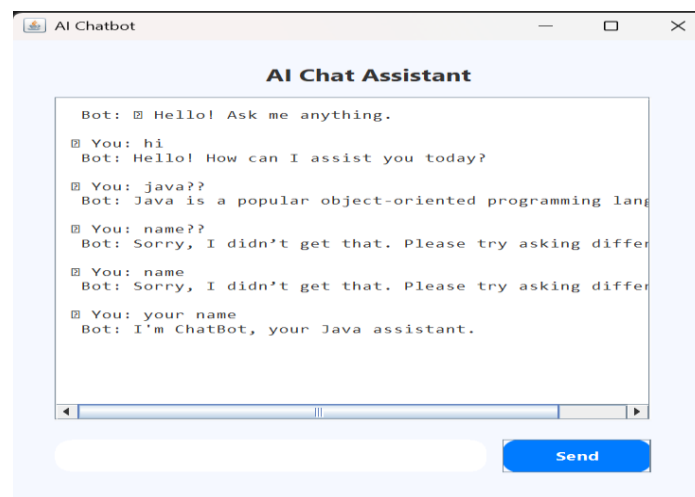 AI Chatbot
AI Chat Assistant
Bot: Hello! Ask me anything.
You: hi
Bot: Hello! How can I assist you today?
You: java??
Bot: Java is a popular object-oriented programming lang
You: name??
Bot: Sorry, I didn’t get that. Please try asking differ
You: name
Bot: Sorry, I didn’t get that. Please try asking differ
You: your name
Bot: I'm ChatBot, your Java assistant.
Send